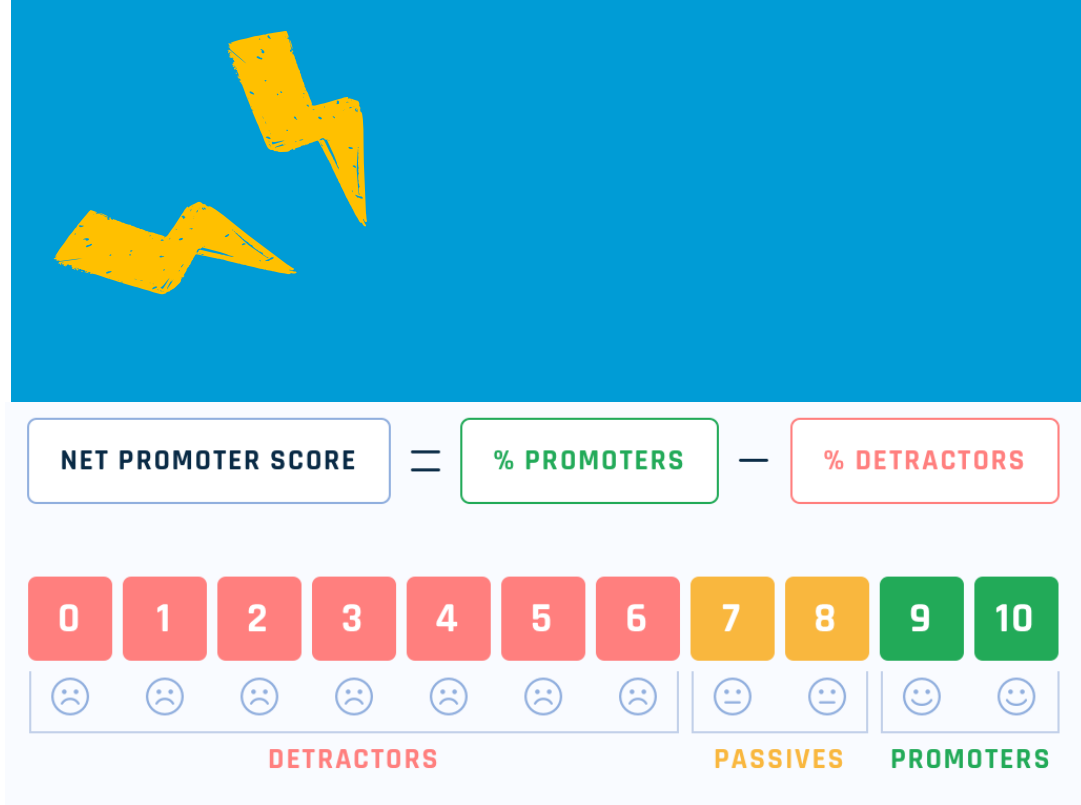 NET PROMOTER SCORE = % PROMOTERS − % DETRACTORS
0 1 2 3 4 5 6 7 8 9 10
DETRACTORS PASSIVES PROMOTERS